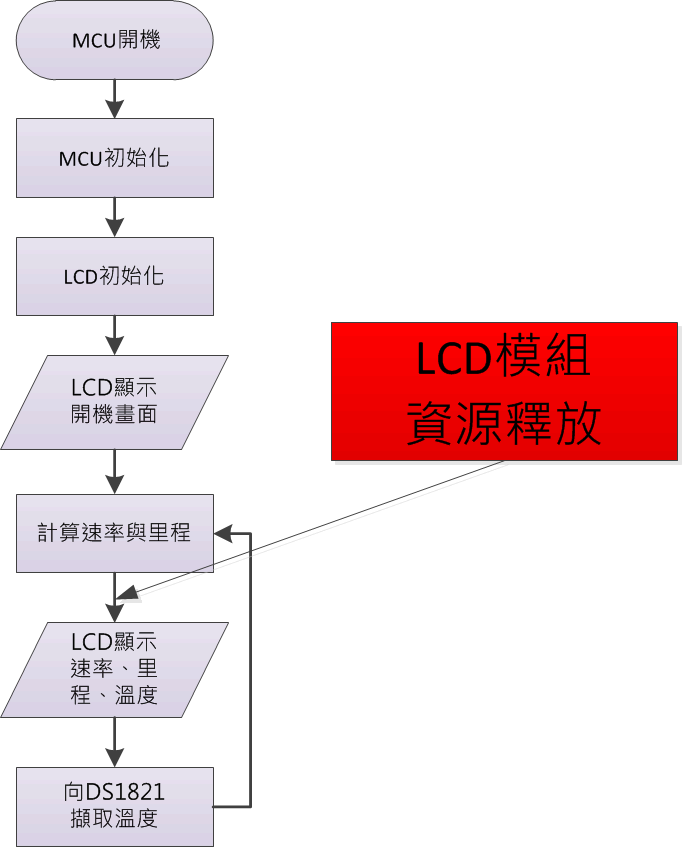 MCU開機
MCU初始化
LCD初始化
LCD顯示
開機畫面
LCD模組
資源釋放
計算速率與里程
LCD顯示
速率、里
程、溫度
向DS1821
擷取溫度